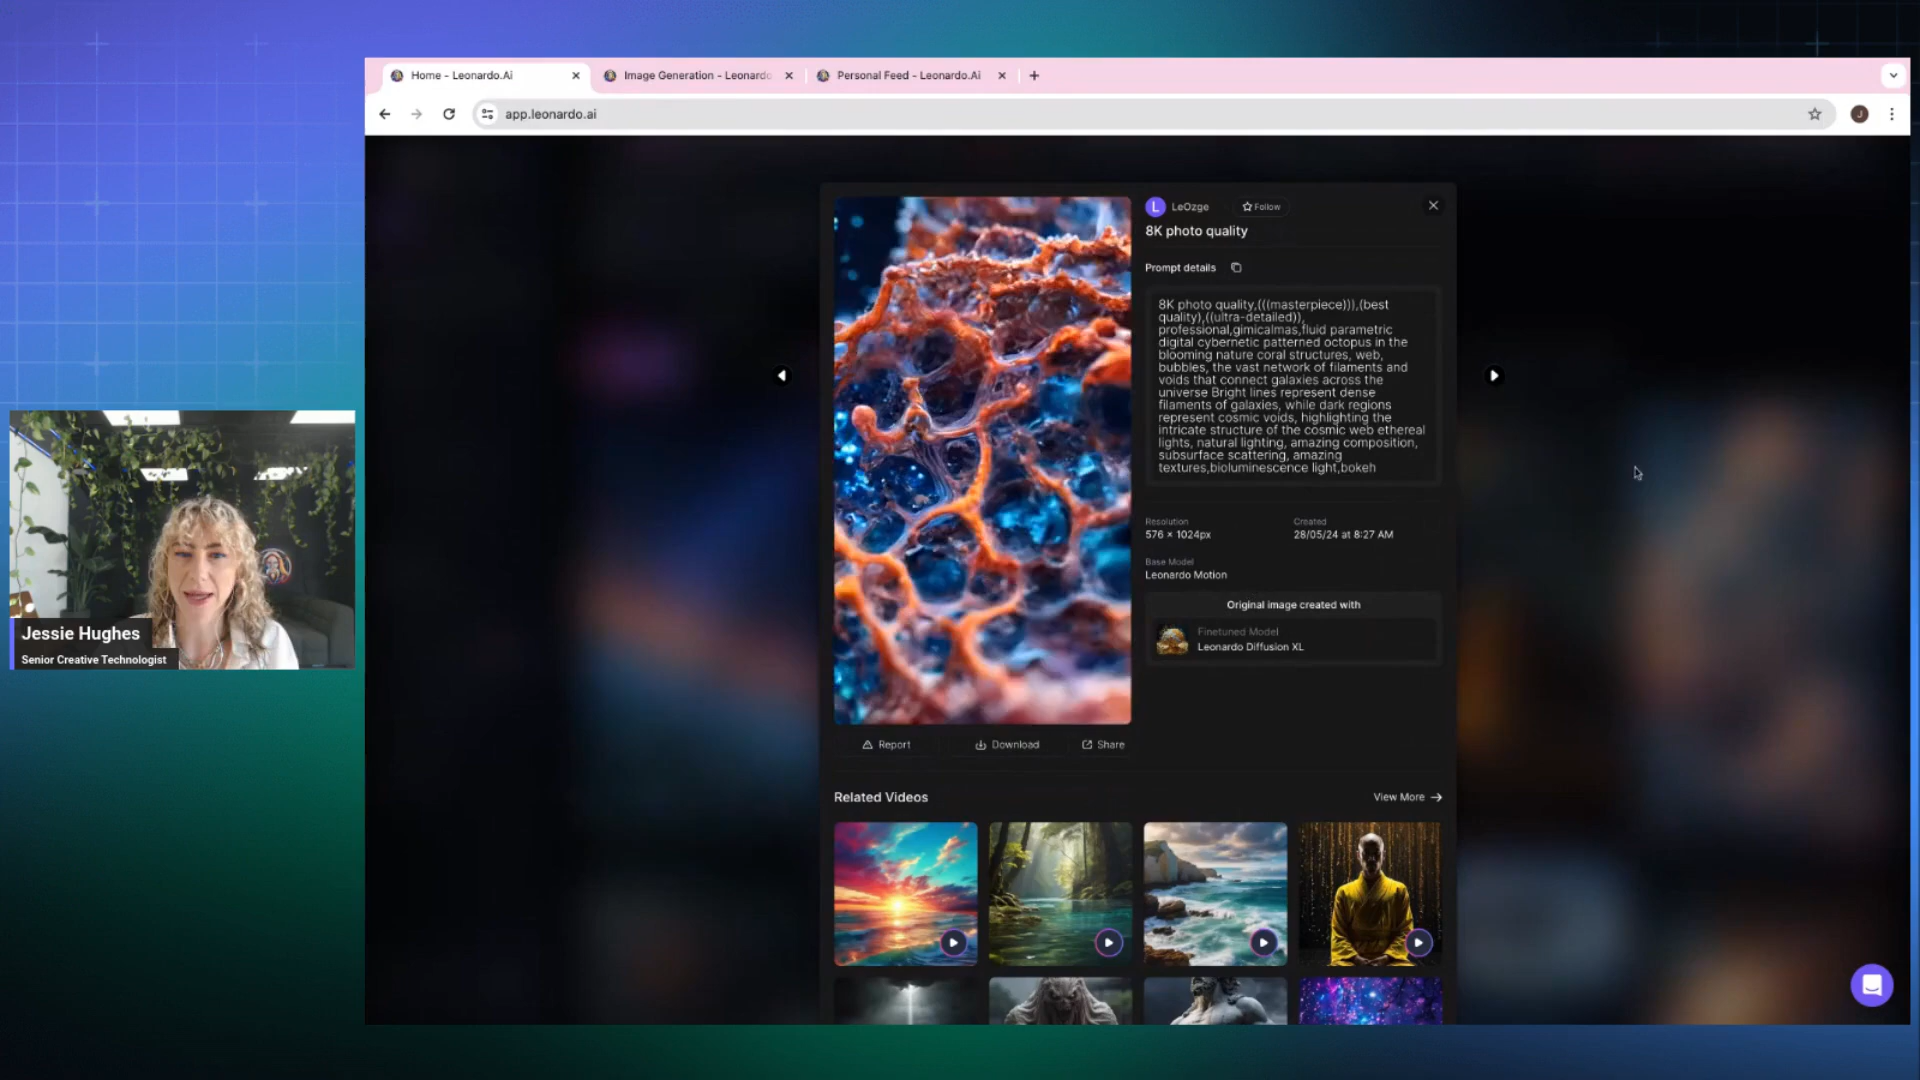 Home - Leonardo.Ai
Image Generation - Leonardo
Personal Feed - Leonardo.Ai
app.leonardo.ai
J
L
LeOzge
Follow
8K photo quality
Prompt details
8K photo quality,(((masterpiece))),(best
quality),((ultra-detailed)),
professional,gimicalmas,fluid parametric
digital cybernetic patterned octopus in the
blooming nature coral structures, web,
bubbles, the vast network of filaments and
voids that connect galaxies across the
universe Bright lines represent dense
filaments of galaxies, while dark regions
represent cosmic voids, highlighting the
intricate structure of the cosmic web ethereal
lights, natural lighting, amazing composition,
subsurface scattering, amazing
textures,bioluminescence light,bokeh
Resolution
576 × 1024px
Created
28/05/24 at 8:27 AM
Base Model
Leonardo Motion
Original image created with
Finetuned Model
Leonardo Diffusion XL
Report
Download
Share
Related Videos
View More
Jessie Hughes
Senior Creative Technologist